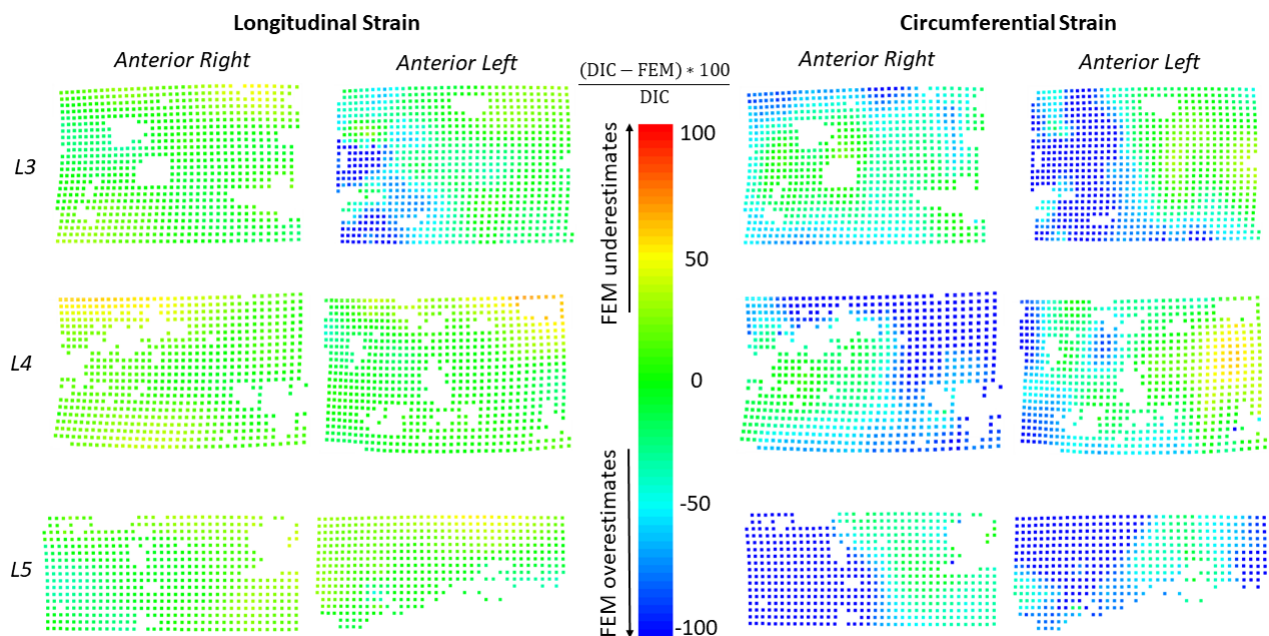 Longitudinal Strain
Circumferential Strain
Anterior Right
Anterior Left
(DIC − FEM) ∗ 100
DIC
Anterior Right
Anterior Left
L3
L4
L5
FEM underestimates
FEM overestimates
100
50
0
-50
-100